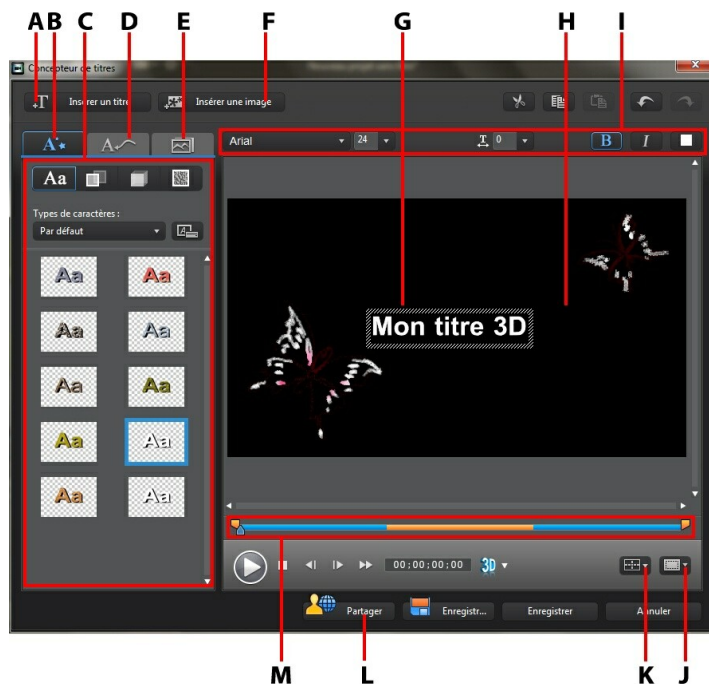 A B C D E F G H I
Concepteur de titres
T Insérer un titre Insérer une image
A A
Arial 24 T 0 B I
Aa
Types de caractères :
Par défaut A
Aa Aa
Aa Aa
Aa Aa
Aa Aa
Aa Aa
Mon titre 3D
00;00;00;00 3D
Partager Enregistr... Enregistrer Annuler
M L K J